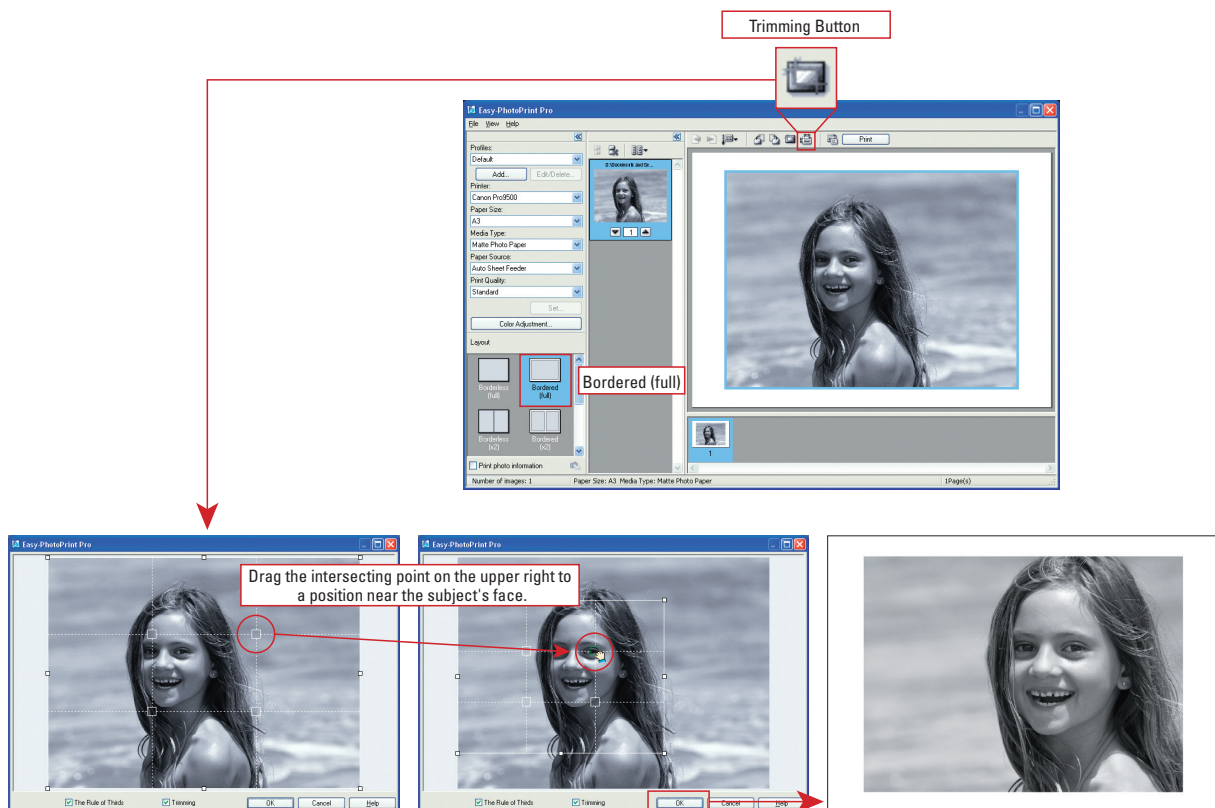 Trimming Button
Easy-PhotoPrint Pro
File View Help
Profiles:
Default
Add... Edit/Delete...
Printer:
Canon Pro9500
Paper Size:
A3
Media Type:
Matte Photo Paper
Paper Source:
Auto Sheet Feeder
Print Quality:
Standard
Set...
Color Adjustment...
Layout
Borderless (full)
Bordered (full)
Borderless (x2)
Bordered (x2)
Print photo information
Print
D:\Documents and Se...
1
Bordered (full)
1
Number of images: 1 Paper Size: A3 Media Type: Matte Photo Paper 1Page(s)
Easy-PhotoPrint Pro
Easy-PhotoPrint Pro
Drag the intersecting point on the upper right to
a position near the subject's face.
The Rule of Thirds Trimming OK Cancel Help
The Rule of Thirds Trimming OK Cancel Help